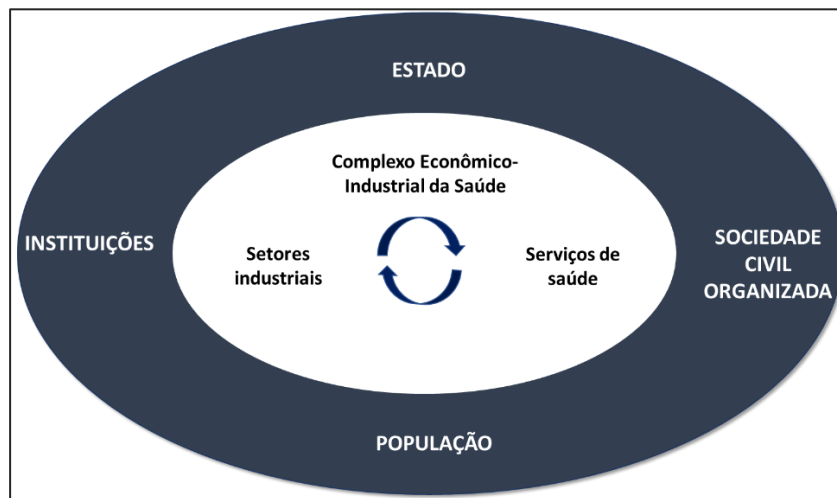 ESTADO
Complexo Econômico-
Industrial da Saúde
INSTITUIÇÕES
Setores
industriais
Serviços de
saúde
SOCIEDADE
CIVIL
ORGANIZADA
POPULAÇÃO